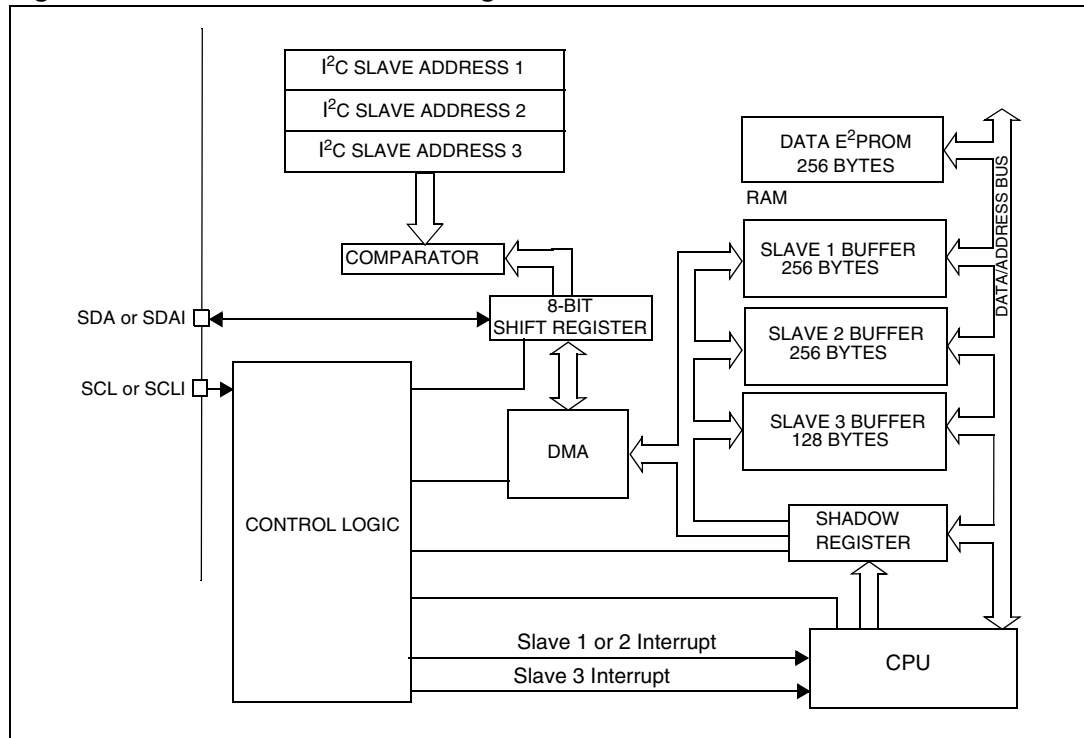 I²C SLAVE ADDRESS 1
I²C SLAVE ADDRESS 2
I²C SLAVE ADDRESS 3
DATA E²PROM
256 BYTES
RAM
DATA/ADDRESS BUS
SLAVE 1 BUFFER
256 BYTES
COMPARATOR
8-BIT
SHIFT REGISTER
SDA or SDAI
SLAVE 2 BUFFER
256 BYTES
SCL or SCLI
SLAVE 3 BUFFER
128 BYTES
DMA
CONTROL LOGIC
SHADOW
REGISTER
Slave 1 or 2 Interrupt
Slave 3 Interrupt
CPU